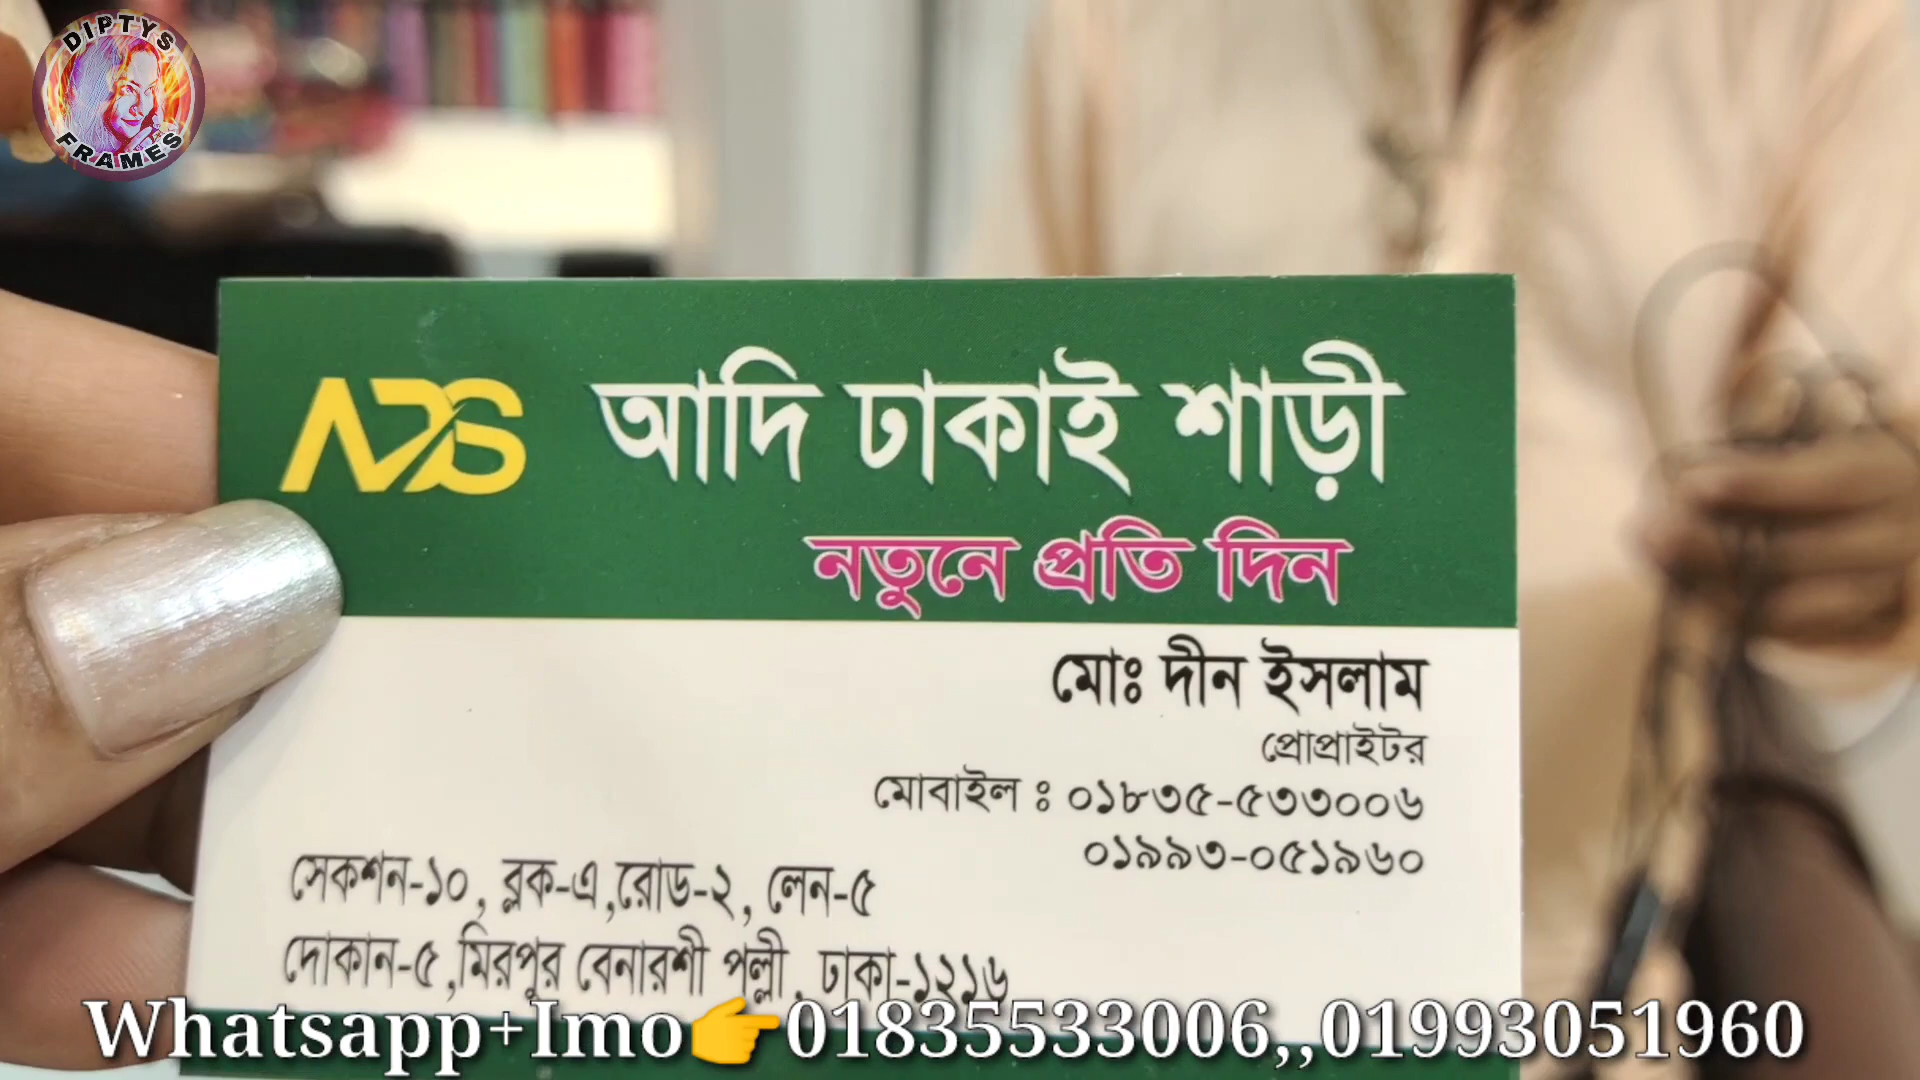 DIPTYS
FRAMES
ADS
আদি ঢাকাই শাড়ী
নতুনে প্রতি দিন
মোঃ দীন ইসলাম
প্রোপ্রাইটর
মোবাইল : ০১৮৩৫-৫৩৩০০৬
০১৯৯৩-০৫১৯৬০
সেকশন-১০, ব্লক-এ,রোড-২, লেন-৫
দোকান-৫,মিরপুর বেনারশী পল্লী, ঢাকা-১২১৬
Whatsapp+Imo👉01835533006,,01993051960